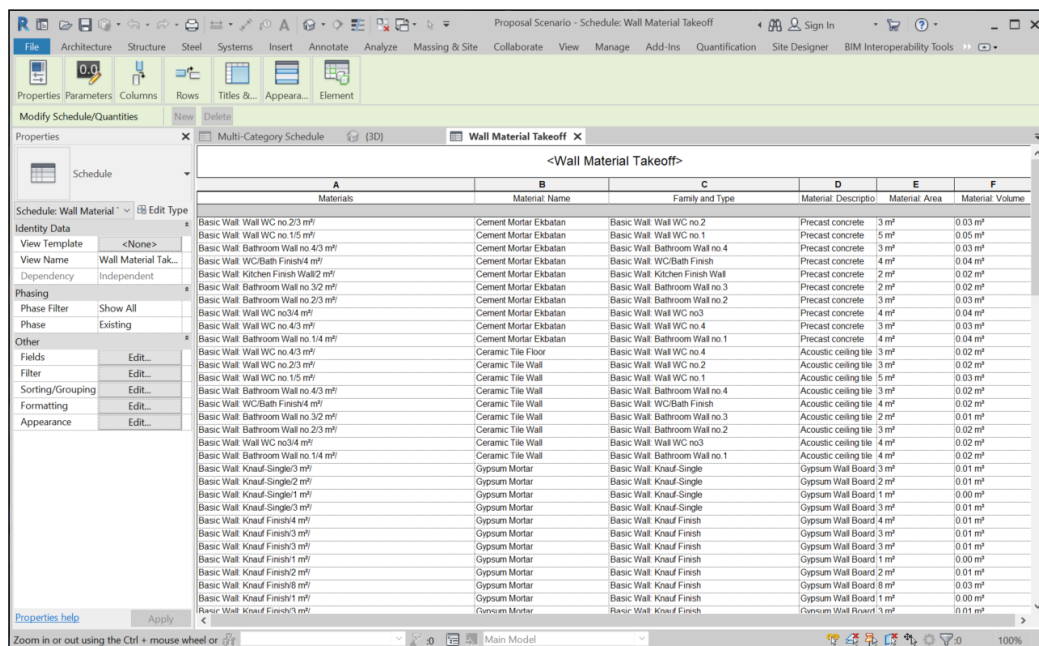 Proposal Scenario - Schedule: Wall Material Takeoff
Sign In
File Architecture Structure Steel Systems Insert Annotate Analyze Massing & Site Collaborate View Manage Add-Ins Quantification Site Designer BIM Interoperability Tools
0.0
Properties Parameters Columns Rows Titles &... Appeara... Element
Modify Schedule/Quantities New Delete
Properties
Multi-Category Schedule {3D} Wall Material Takeoff
Schedule
Schedule: Wall Material Edit Type
Identity Data
View Template <None>
View Name Wall Material Tak...
Dependency Independent
Phasing
Phase Filter Show All
Phase Existing
Other
Fields Edit...
Filter Edit...
Sorting/Grouping Edit...
Formatting Edit...
Appearance Edit...
Properties help Apply
<Wall Material Takeoff>
A B C D E F
Materials Material: Name Family and Type Material: Descriptio Material: Area Material: Volume
Basic Wall: Wall WC no.2/3 m²/ Cement Mortar Ekbatan Basic Wall: Wall WC no.2 Precast concrete 3 m² 0.03 m³
Basic Wall: Wall WC no.1/5 m²/ Cement Mortar Ekbatan Basic Wall: Wall WC no.1 Precast concrete 5 m² 0.05 m³
Basic Wall: Bathroom Wall no.4/3 m²/ Cement Mortar Ekbatan Basic Wall: Bathroom Wall no.4 Precast concrete 3 m² 0.03 m³
Basic Wall: WC/Bath Finish/4 m²/ Cement Mortar Ekbatan Basic Wall: WC/Bath Finish Precast concrete 4 m² 0.04 m³
Basic Wall: Kitchen Finish Wall/2 m²/ Cement Mortar Ekbatan Basic Wall: Kitchen Finish Wall Precast concrete 2 m² 0.02 m³
Basic Wall: Bathroom Wall no.3/2 m²/ Cement Mortar Ekbatan Basic Wall: Bathroom Wall no.3 Precast concrete 2 m² 0.02 m³
Basic Wall: Bathroom Wall no.2/3 m²/ Cement Mortar Ekbatan Basic Wall: Bathroom Wall no.2 Precast concrete 3 m² 0.03 m³
Basic Wall: Wall WC no3/4 m²/ Cement Mortar Ekbatan Basic Wall: Wall WC no3 Precast concrete 4 m² 0.04 m³
Basic Wall: Wall WC no.4/3 m²/ Cement Mortar Ekbatan Basic Wall: Wall WC no.4 Precast concrete 3 m² 0.03 m³
Basic Wall: Bathroom Wall no.1/4 m²/ Cement Mortar Ekbatan Basic Wall: Bathroom Wall no.1 Precast concrete 4 m² 0.04 m³
Basic Wall: Wall WC no.4/3 m²/ Ceramic Tile Floor Basic Wall: Wall WC no.4 Acoustic ceiling tile 3 m² 0.02 m³
Basic Wall: Wall WC no.2/3 m²/ Ceramic Tile Wall Basic Wall: Wall WC no.2 Acoustic ceiling tile 3 m² 0.02 m³
Basic Wall: Wall WC no.1/5 m²/ Ceramic Tile Wall Basic Wall: Wall WC no.1 Acoustic ceiling tile 5 m² 0.03 m³
Basic Wall: Bathroom Wall no.4/3 m²/ Ceramic Tile Wall Basic Wall: Bathroom Wall no.4 Acoustic ceiling tile 3 m² 0.02 m³
Basic Wall: WC/Bath Finish/4 m²/ Ceramic Tile Wall Basic Wall: WC/Bath Finish Acoustic ceiling tile 4 m² 0.02 m³
Basic Wall: Bathroom Wall no.3/2 m²/ Ceramic Tile Wall Basic Wall: Bathroom Wall no.3 Acoustic ceiling tile 2 m² 0.01 m³
Basic Wall: Bathroom Wall no.2/3 m²/ Ceramic Tile Wall Basic Wall: Bathroom Wall no.2 Acoustic ceiling tile 3 m² 0.02 m³
Basic Wall: Wall WC no3/4 m²/ Ceramic Tile Wall Basic Wall: Wall WC no3 Acoustic ceiling tile 4 m² 0.02 m³
Basic Wall: Bathroom Wall no.1/4 m²/ Ceramic Tile Wall Basic Wall: Bathroom Wall no.1 Acoustic ceiling tile 4 m² 0.02 m³
Basic Wall: Knauf-Single/3 m²/ Gypsum Mortar Basic Wall: Knauf-Single Gypsum Wall Board 3 m² 0.01 m³
Basic Wall: Knauf-Single/2 m²/ Gypsum Mortar Basic Wall: Knauf-Single Gypsum Wall Board 2 m² 0.01 m³
Basic Wall: Knauf-Single/1 m²/ Gypsum Mortar Basic Wall: Knauf-Single Gypsum Wall Board 1 m² 0.00 m³
Basic Wall: Knauf-Single/3 m²/ Gypsum Mortar Basic Wall: Knauf-Single Gypsum Wall Board 3 m² 0.01 m³
Basic Wall: Knauf Finish/4 m²/ Gypsum Mortar Basic Wall: Knauf Finish Gypsum Wall Board 4 m² 0.01 m³
Basic Wall: Knauf Finish/3 m²/ Gypsum Mortar Basic Wall: Knauf Finish Gypsum Wall Board 3 m² 0.01 m³
Basic Wall: Knauf Finish/3 m²/ Gypsum Mortar Basic Wall: Knauf Finish Gypsum Wall Board 3 m² 0.01 m³
Basic Wall: Knauf Finish/1 m²/ Gypsum Mortar Basic Wall: Knauf Finish Gypsum Wall Board 1 m² 0.00 m³
Basic Wall: Knauf Finish/2 m²/ Gypsum Mortar Basic Wall: Knauf Finish Gypsum Wall Board 2 m² 0.01 m³
Basic Wall: Knauf Finish/8 m²/ Gypsum Mortar Basic Wall: Knauf Finish Gypsum Wall Board 8 m² 0.03 m³
Basic Wall: Knauf Finish/1 m²/ Gypsum Mortar Basic Wall: Knauf Finish Gypsum Wall Board 1 m² 0.00 m³
Basic Wall: Knauf Finish/3 m²/ Gypsum Mortar Basic Wall: Knauf Finish Gypsum Wall Board 3 m² 0.01 m³
Zoom in or out using the Ctrl + mouse wheel or :0 Main Model :0 100%